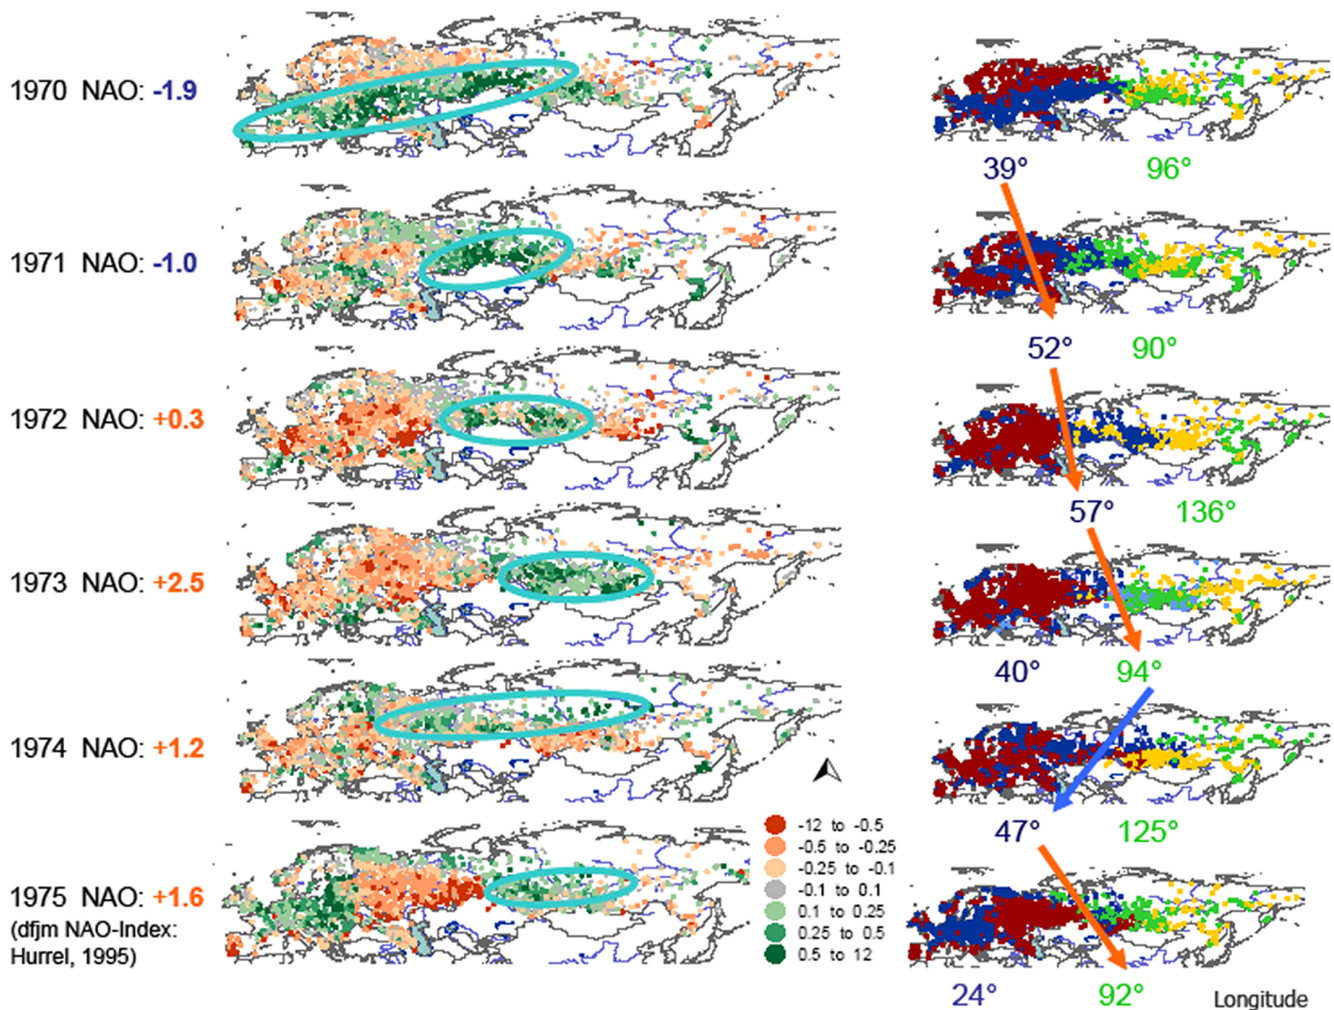 1970 NAO: -1.9
39° 96°
1971 NAO: -1.0
52° 90°
1972 NAO: +0.3
57° 136°
1973 NAO: +2.5
40° 94°
1974 NAO: +1.2
47° 125°
1975 NAO: +1.6
(dfjm NAO-Index:
Hurrel, 1995)
-12 to -0.5
-0.5 to -0.25
-0.25 to -0.1
-0.1 to 0.1
0.1 to 0.25
0.25 to 0.5
0.5 to 12
24° 92°
Longitude